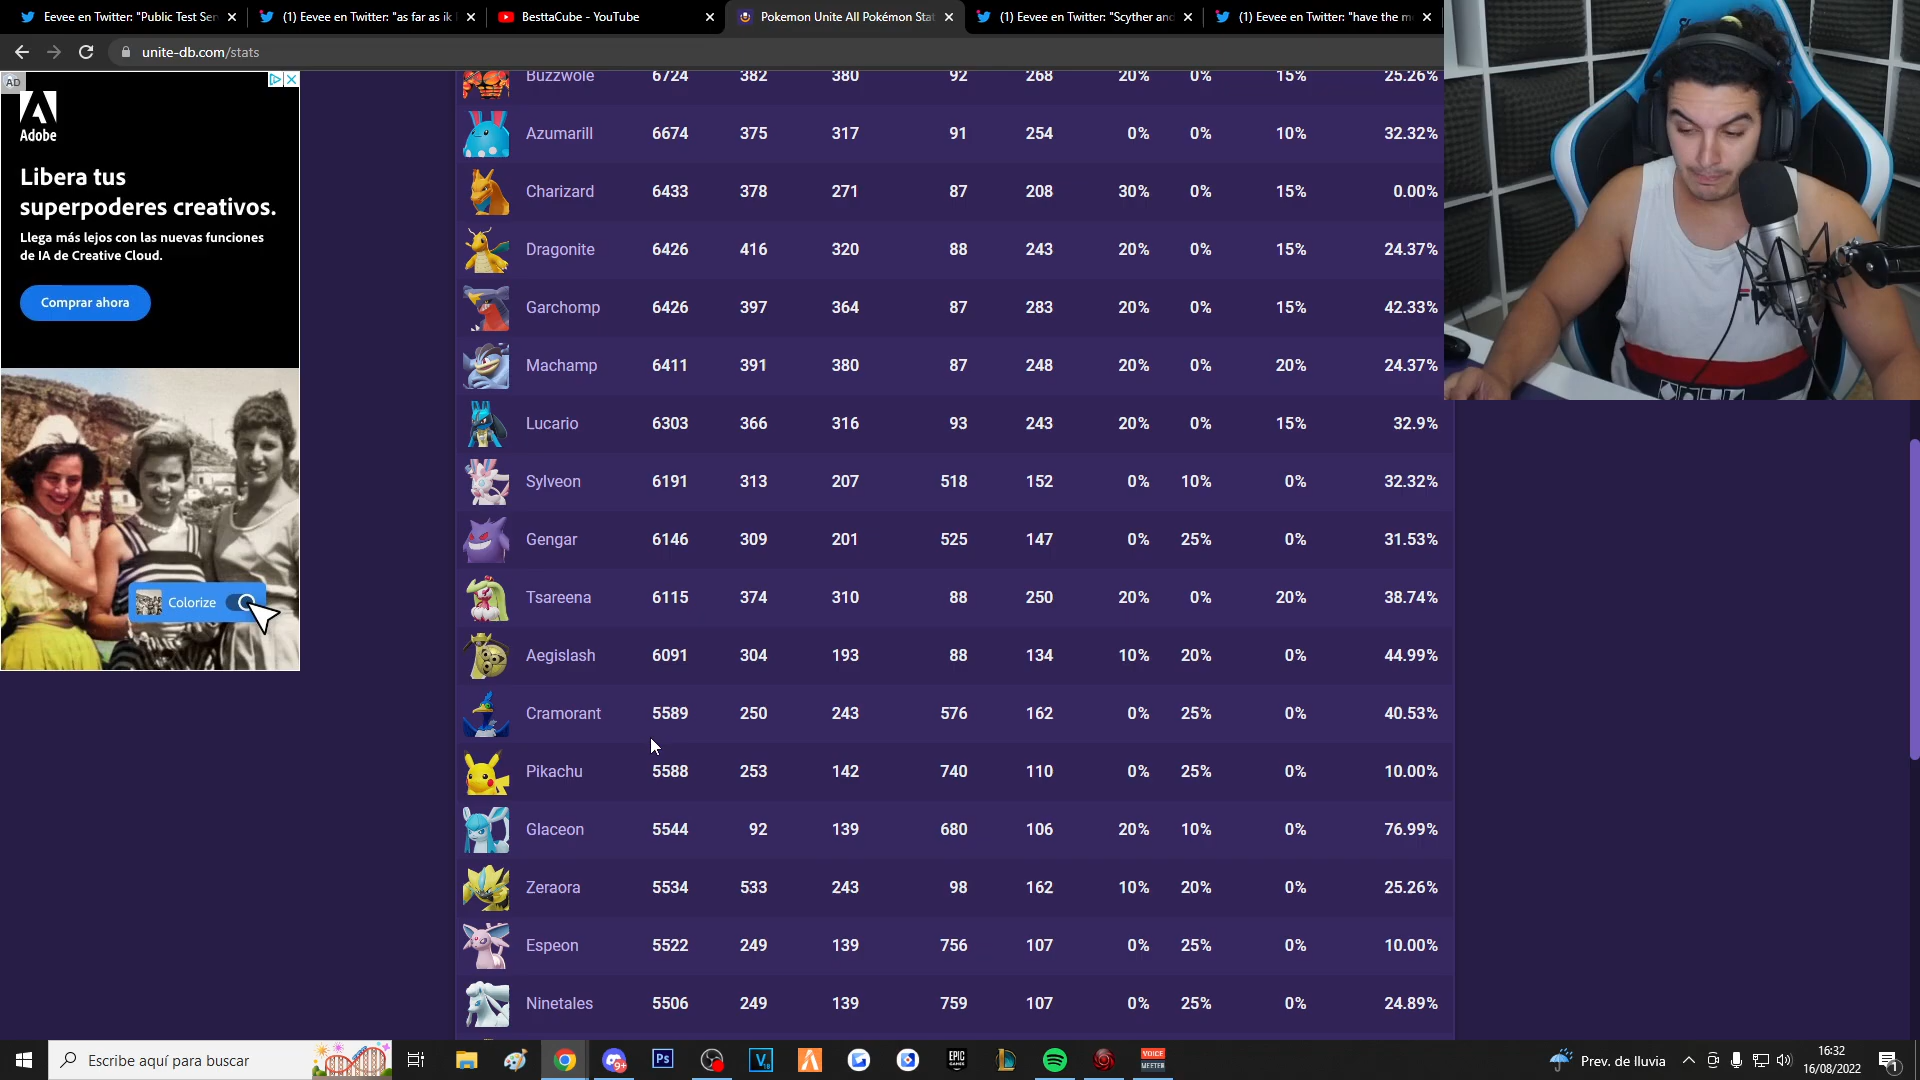 Eevee en Twitter: "Public Test Ser
(1) Eevee en Twitter: "as far as ik
BesttaCube - YouTube
Pokemon Unite All Pokémon Stat
(1) Eevee en Twitter: "Scyther and
(1) Eevee en Twitter: "have the m
unite-db.com/stats
AD
Adobe
Libera tus
superpoderes creativos.
Llega más lejos con las nuevas funciones
de IA de Creative Cloud.
Comprar ahora
Colorize
Buzzwole 6724 382 380 92 268 20% 0% 15% 25.26%
Azumarill 6674 375 317 91 254 0% 0% 10% 32.32%
Charizard 6433 378 271 87 208 30% 0% 15% 0.00%
Dragonite 6426 416 320 88 243 20% 0% 15% 24.37%
Garchomp 6426 397 364 87 283 20% 0% 15% 42.33%
Machamp 6411 391 380 87 248 20% 0% 20% 24.37%
Lucario 6303 366 316 93 243 20% 0% 15% 32.9%
Sylveon 6191 313 207 518 152 0% 10% 0% 32.32%
Gengar 6146 309 201 525 147 0% 25% 0% 31.53%
Tsareena 6115 374 310 88 250 20% 0% 20% 38.74%
Aegislash 6091 304 193 88 134 10% 20% 0% 44.99%
Cramorant 5589 250 243 576 162 0% 25% 0% 40.53%
Pikachu 5588 253 142 740 110 0% 25% 0% 10.00%
Glaceon 5544 92 139 680 106 20% 10% 0% 76.99%
Zeraora 5534 533 243 98 162 10% 20% 0% 25.26%
Espeon 5522 249 139 756 107 0% 25% 0% 10.00%
Ninetales 5506 249 139 759 107 0% 25% 0% 24.89%
Escribe aquí para buscar
Ps
9+
EPIC
GAMES
VOICE
MEETER
Prev. de lluvia
16:32
16/08/2022
1